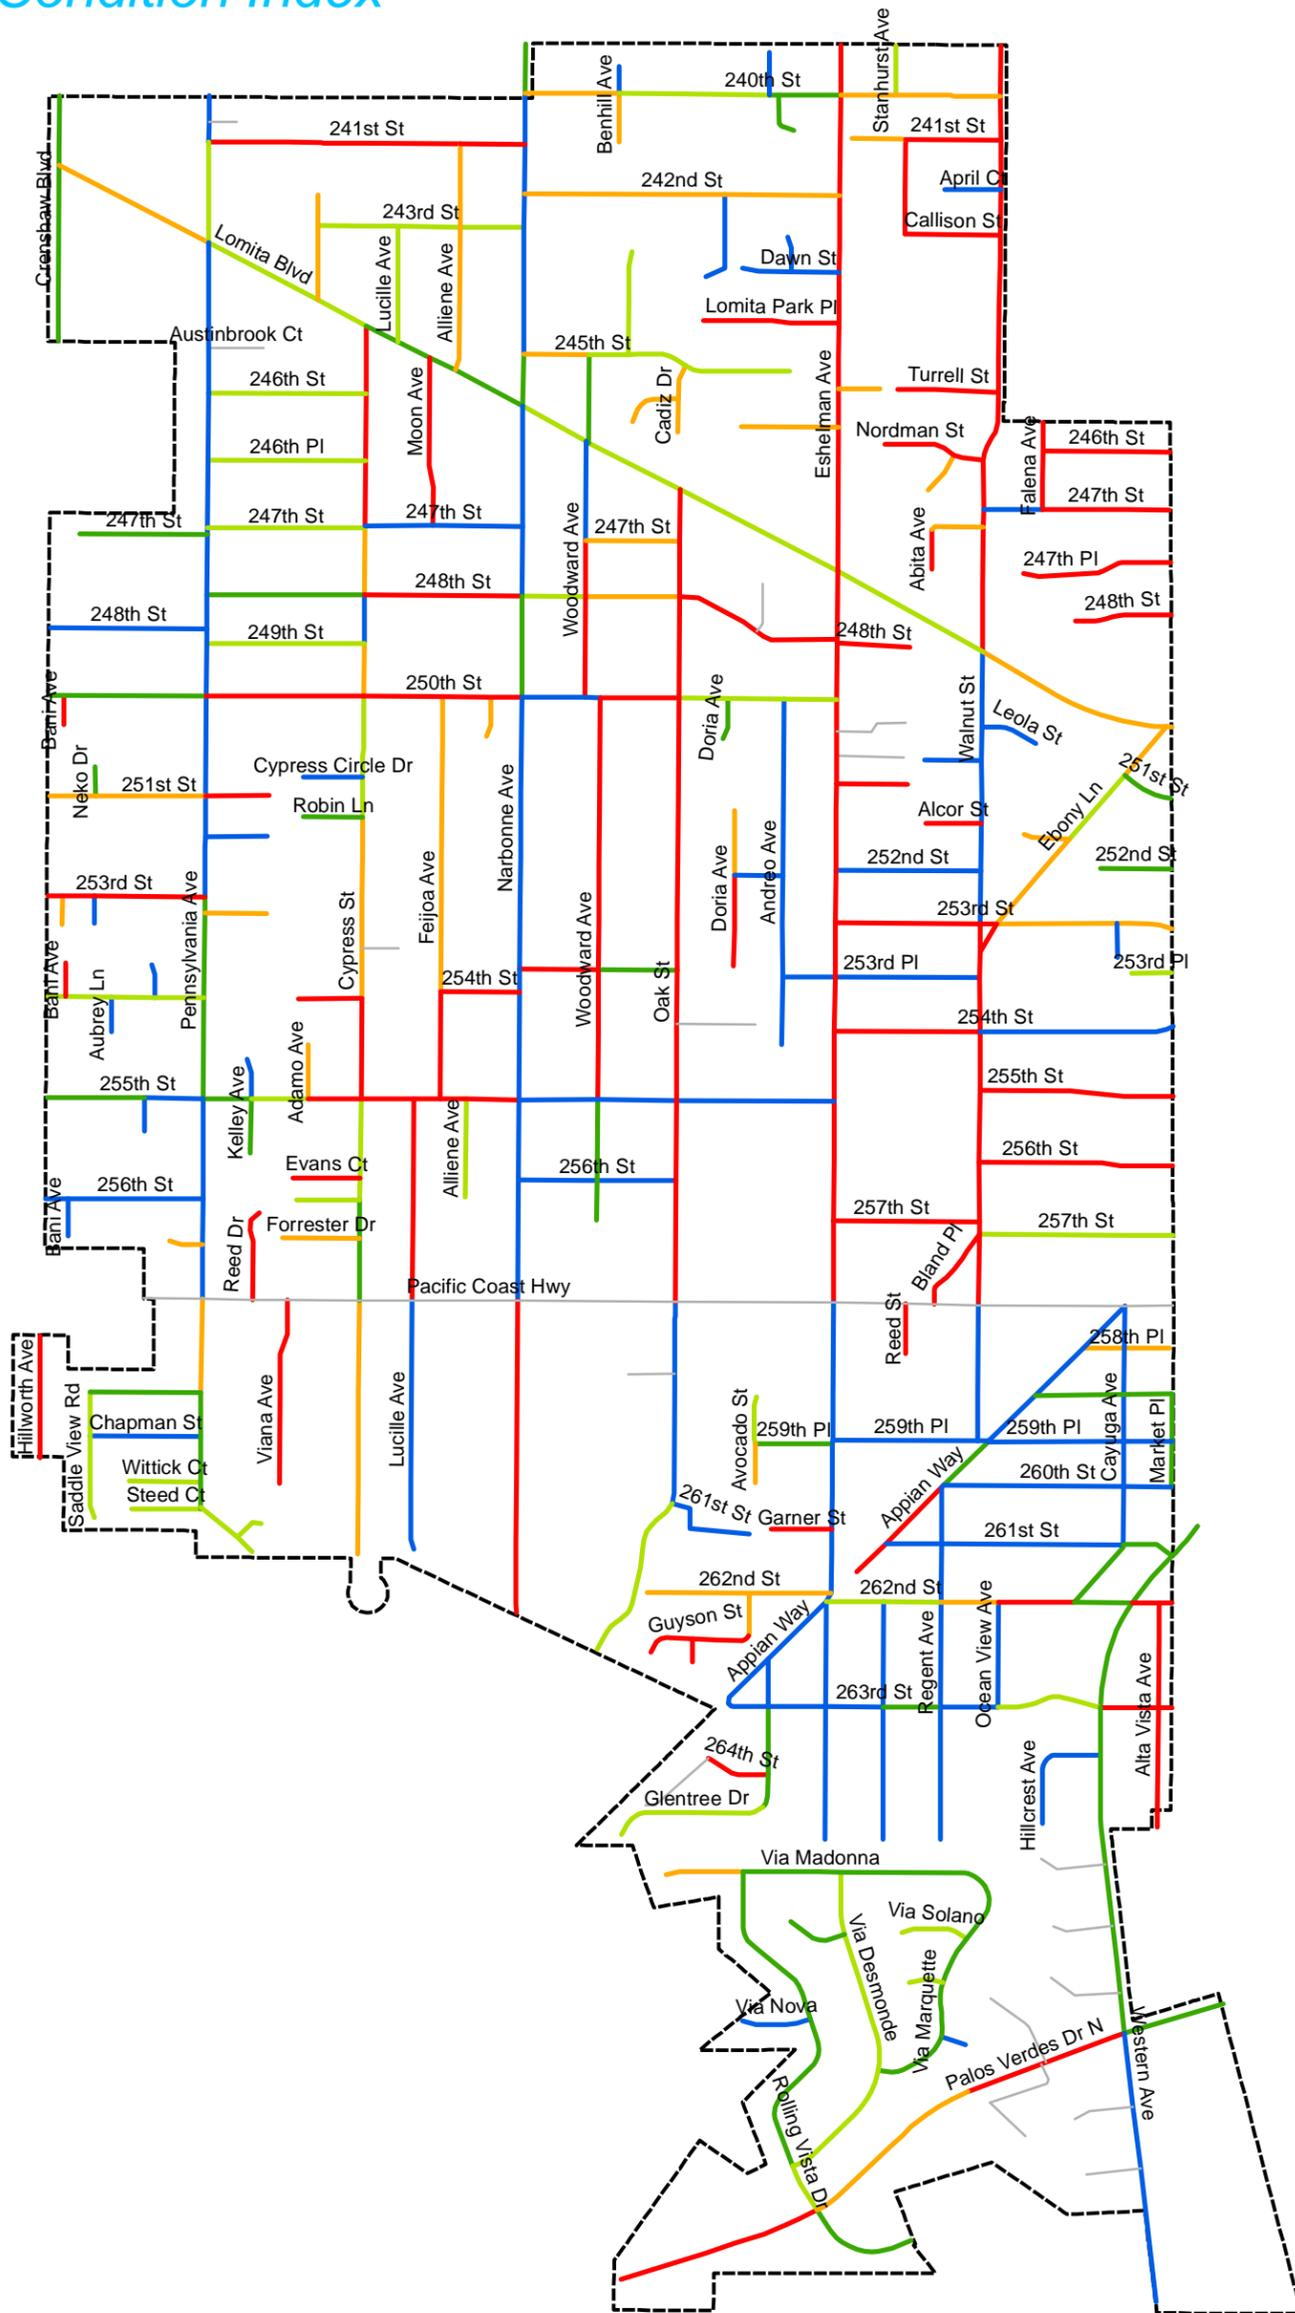 Condition Index
Stanhurst Ave
240th St
Benhill Ave
241st St
241st St
Crenshaw Blvd
April C
242nd St
243rd St
Callison St
Lomita Blvd
Lucille Ave
Alliene Ave
Dawn St
Lomita Park Pl
Austinbrook Ct
245th St
246th St
Cadiz Dr
Eshelman Ave
Turrell St
Moon Ave
Nordman St
246th Pl
Falena Ave
246th St
247th St
247th St
247th St
247th St
247th St
Woodward Ave
Abita Ave
247th Pl
248th St
248th St
248th St
248th St
249th St
250th St
Bani Ave
Doria Ave
Walnut St
Leola St
Neko Dr
Cypress Circle Dr
251st St
251st St
Robin Ln
Narbonne Ave
Alcor St
Ebony Ln
252nd St
252nd St
253rd St
Pennsylvania Ave
Cypress St
Feijoa Ave
Doria Ave
Andreo Ave
253rd St
Woodward Ave
Oak St
253rd Pl
253rd Pl
Bani Ave
Aubrey Ln
254th St
254th St
Adamo Ave
255th St
255th St
Kelley Ave
Alliene Ave
Evans Ct
256th St
256th St
256th St
Bani Ave
Reed Dr
Forrester Dr
257th St
257th St
Bland Pl
Pacific Coast Hwy
Reed St
258th Pl
Hillworth Ave
Saddle View Rd
Chapman St
Viana Ave
Lucille Ave
Avocado St
259th Pl
259th Pl
259th Pl
Cayuga Ave
Market Pl
Wittick Ct
Steed Ct
Appian Way
260th St
261st St
Garner St
261st St
262nd St
262nd St
Guyson St
Appian Way
Regent Ave
Ocean View Ave
263rd St
Alta Vista Ave
264th St
Glentree Dr
Hillcrest Ave
Via Madonna
Via Solano
Via Desmonde
Via Marquette
Via Nova
Palos Verdes Dr N
Western Ave
Rolling Vista Dr